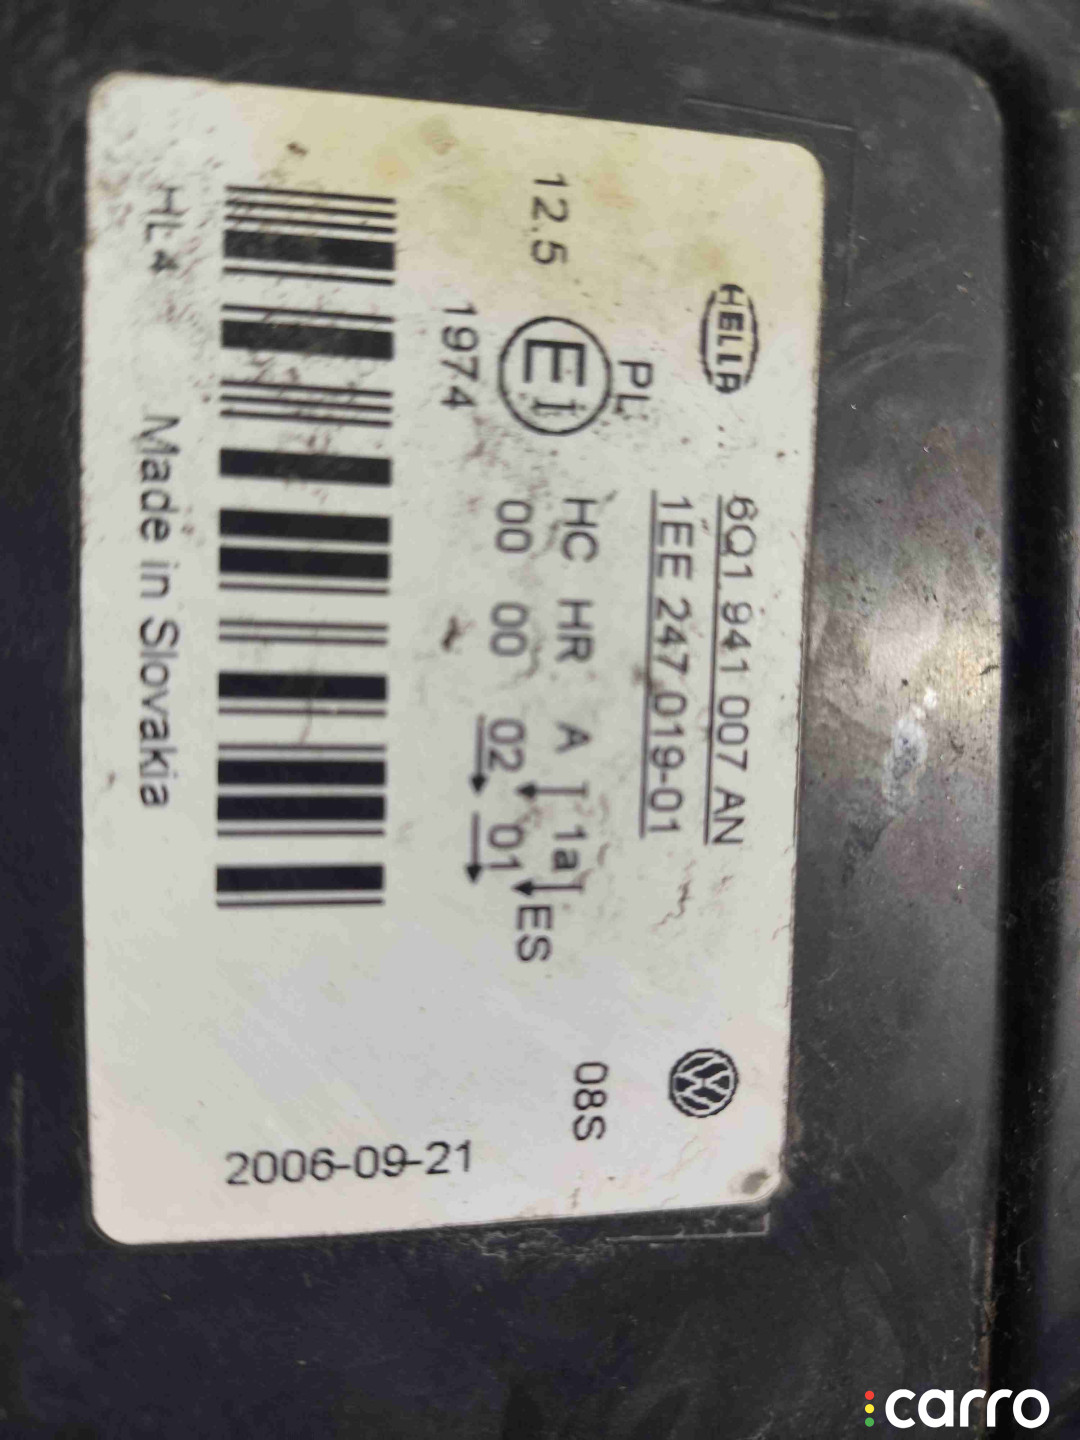 HELLA 6Q1 941 007 AN
PL 1EE 247 019-01
12.5 E1 HC HR A 1a ES 08S
00 00 02 01
1974
2006-09-21
HL4 Made in Slovakia
carro